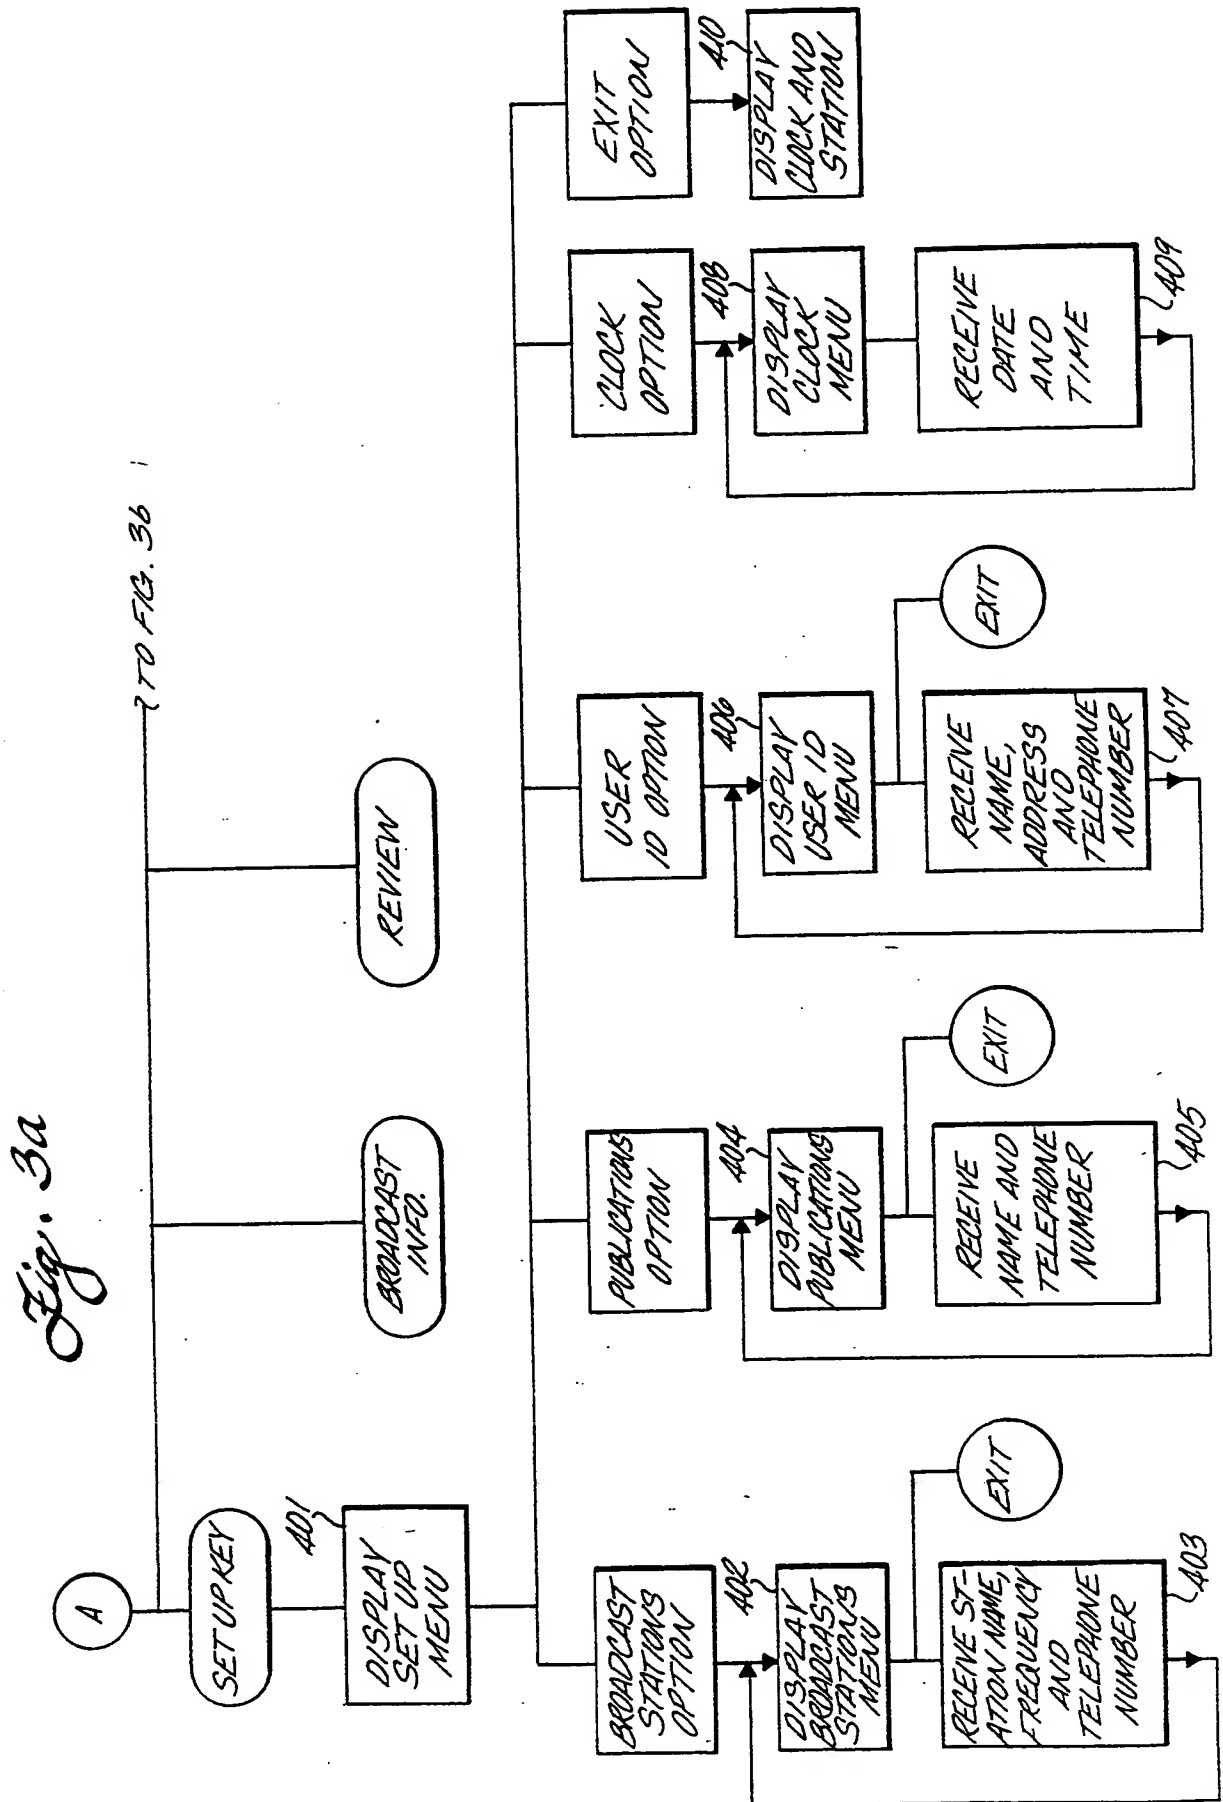 Fig. 3a
A
TO FIG. 3b
SET UP KEY
BROADCAST
INFO.
REVIEW
401
DISPLAY
SET UP
MENU
BROADCAST
STATIONS
OPTION
PUBLICATIONS
OPTION
USER
ID OPTION
CLOCK
OPTION
EXIT
OPTION
402
DISPLAY
BROADCAST
STATIONS
MENU
404
DISPLAY
PUBLICATIONS
MENU
406
DISPLAY
USER ID
MENU
408
DISPLAY
CLOCK
MENU
410
DISPLAY
CLOCK AND
STATION
EXIT
EXIT
EXIT
RECEIVE ST-
ATION NAME,
FREQUENCY
AND
TELEPHONE
NUMBER
403
RECEIVE
NAME AND
TELEPHONE
NUMBER
405
RECEIVE
NAME,
ADDRESS
AND
TELEPHONE
NUMBER
407
RECEIVE
DATE
AND
TIME
409